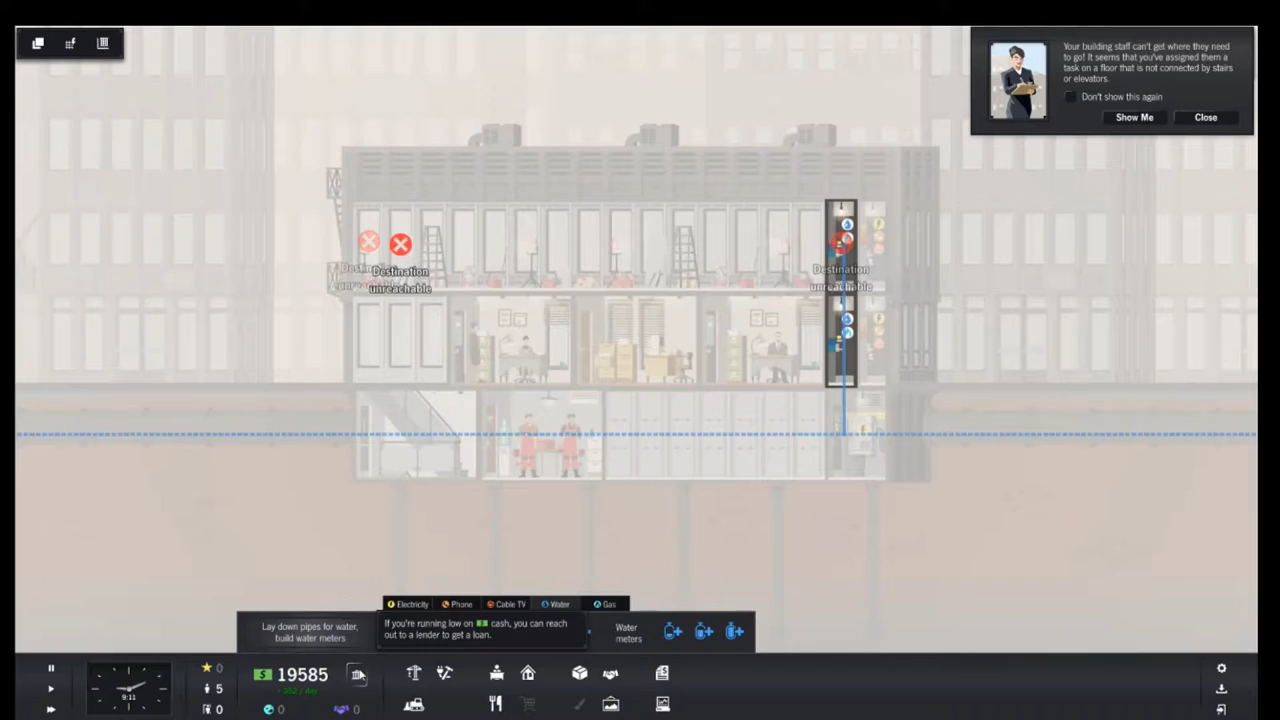 Your building staff can't get where they need
to go! It seems that you've assigned them a
task on a floor that is not connected by stairs
or elevators.
Don't show this again
Show Me
Close
Destination
unreachable
Destination
unreachable
Electricity
Phone
Cable TV
Water
Gas
Lay down pipes for water,
build water meters
If you're running low on cash, you can reach
out to a lender to get a loan.
Water
meters
0
19585
5
9:11
0
0
0